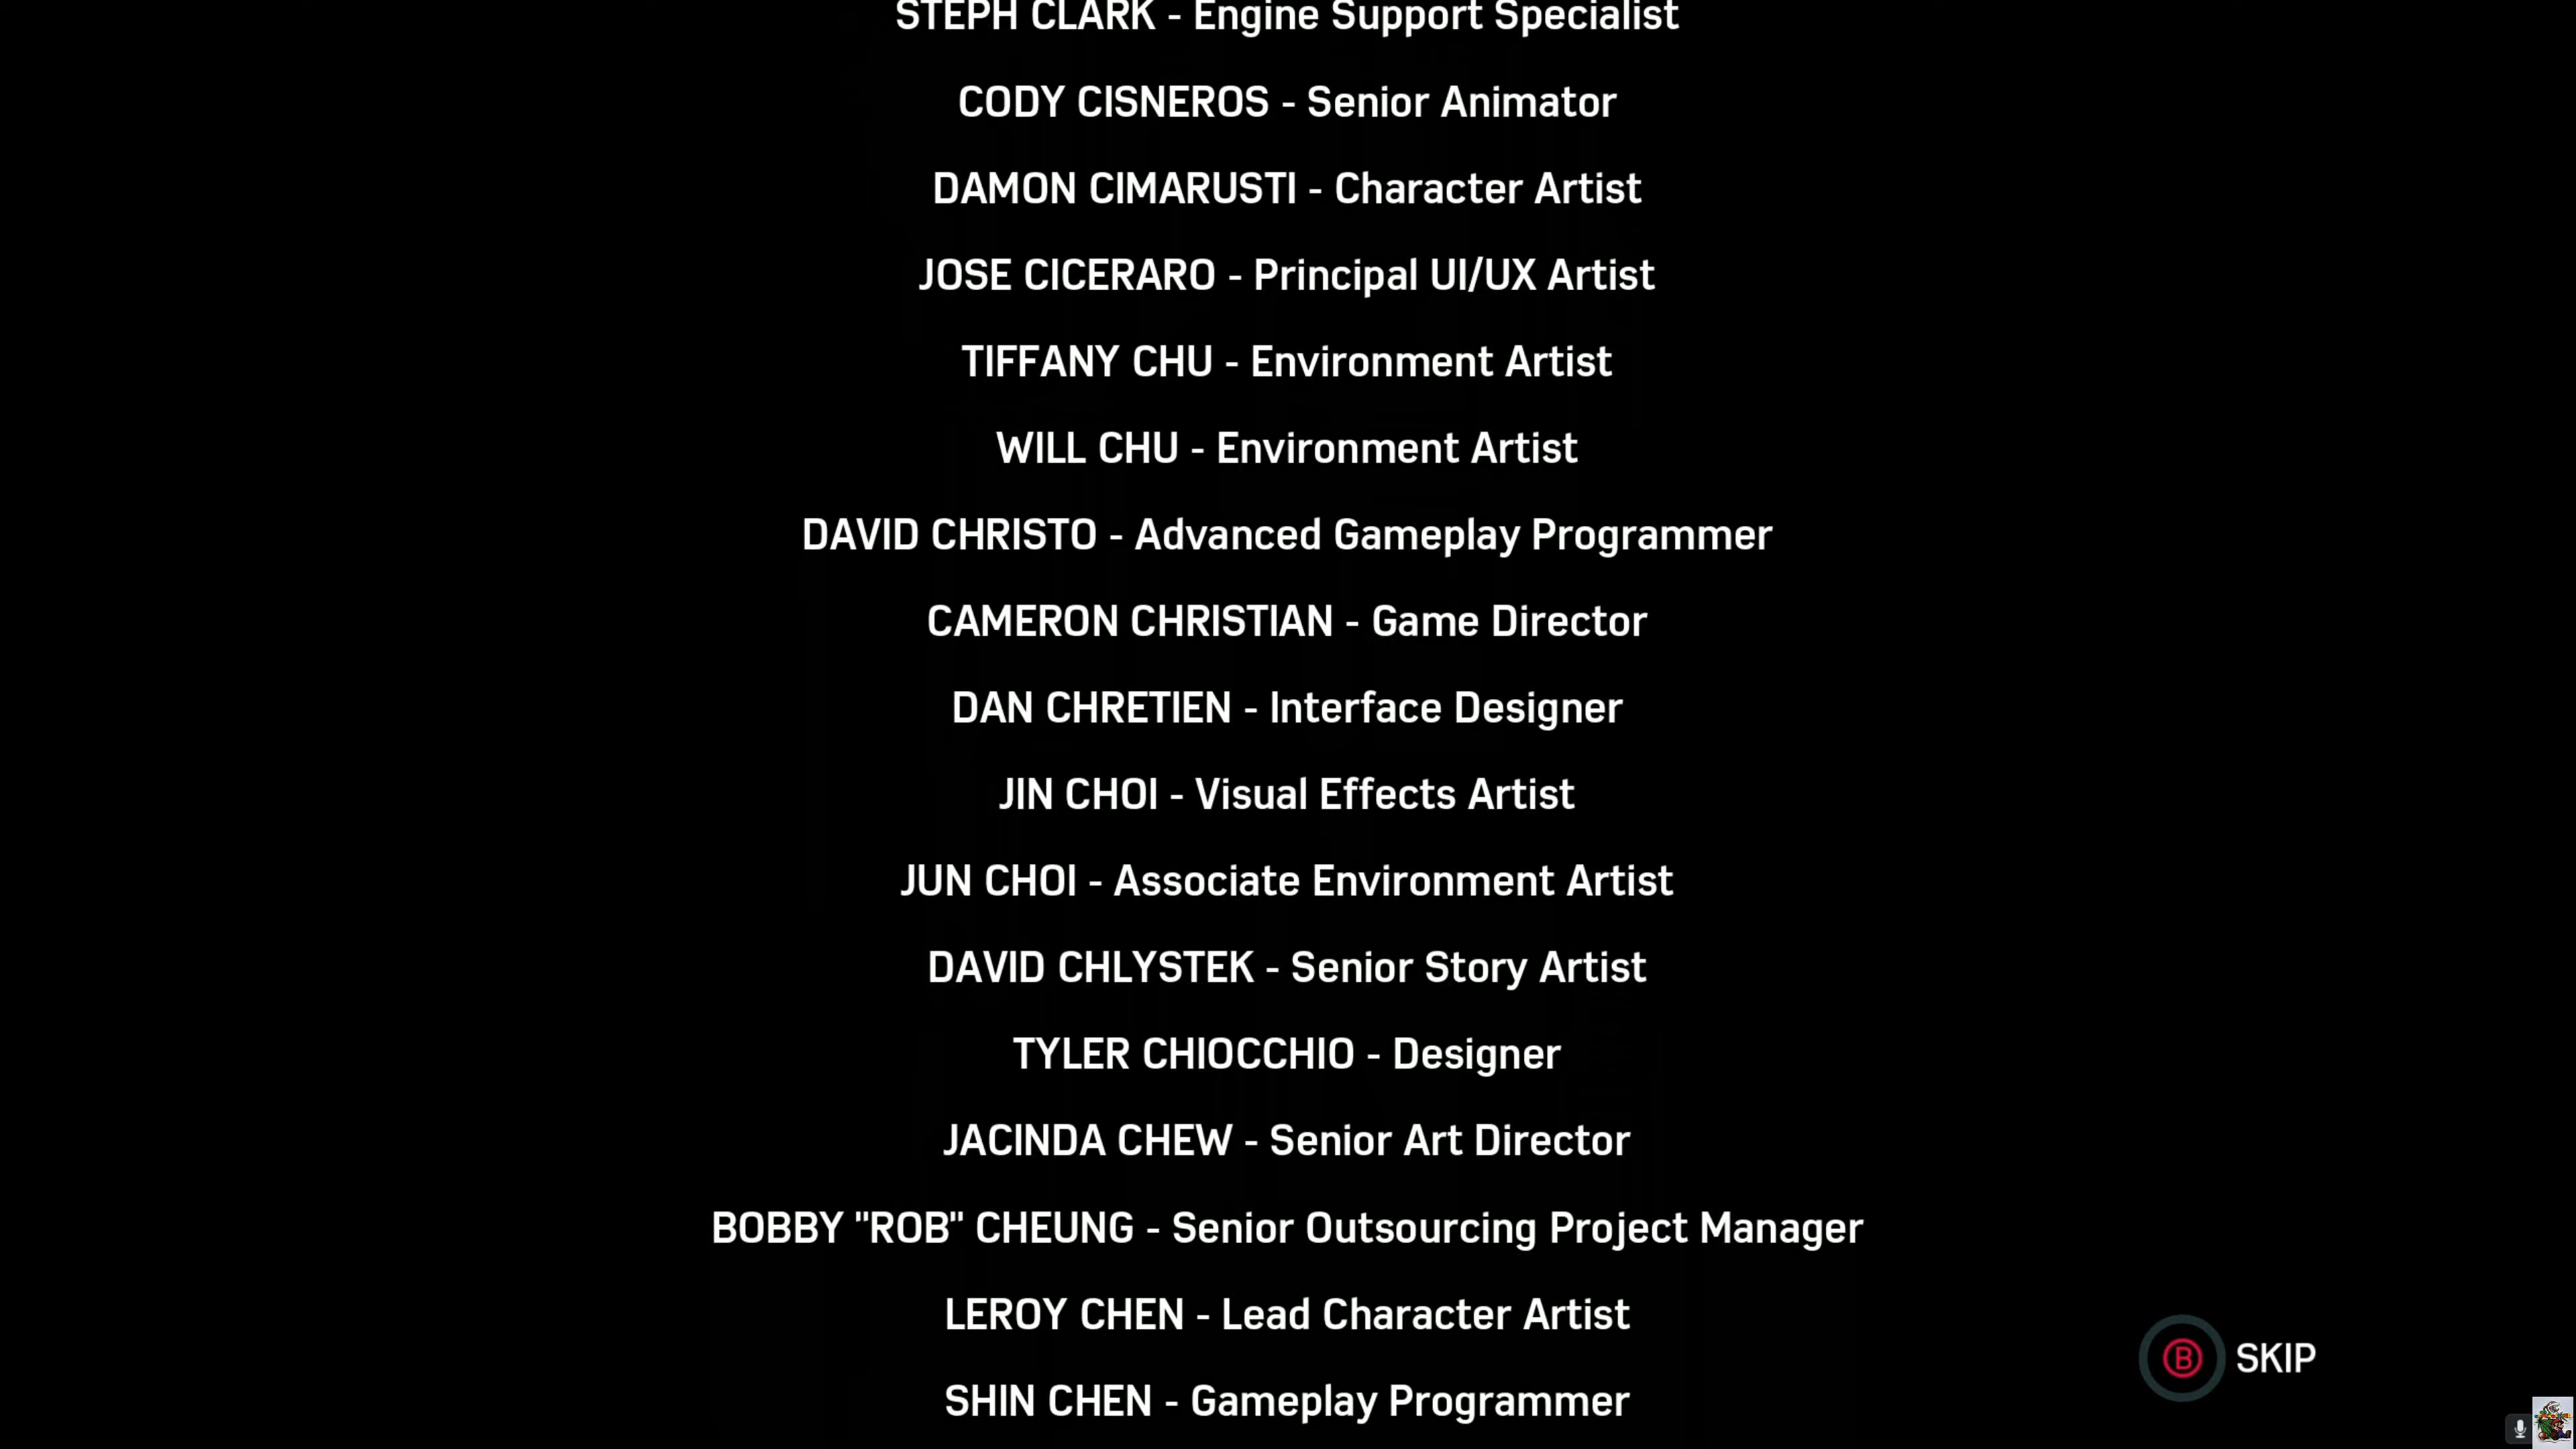 STEPH CLARK - Engine Support Specialist
CODY CISNEROS - Senior Animator
DAMON CIMARUSTI - Character Artist
JOSE CICERARO - Principal UI/UX Artist
TIFFANY CHU - Environment Artist
WILL CHU - Environment Artist
DAVID CHRISTO - Advanced Gameplay Programmer
CAMERON CHRISTIAN - Game Director
DAN CHRETIEN - Interface Designer
JIN CHOI - Visual Effects Artist
JUN CHOI - Associate Environment Artist
DAVID CHLYSTEK - Senior Story Artist
TYLER CHIOCCHIO - Designer
JACINDA CHEW - Senior Art Director
BOBBY "ROB" CHEUNG - Senior Outsourcing Project Manager
LEROY CHEN - Lead Character Artist
B SKIP
SHIN CHEN - Gameplay Programmer